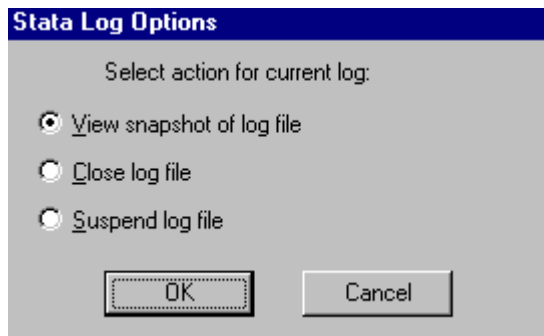 Stata Log Options
Select action for current log:
View snapshot of log file
Close log file
Suspend log file
OK Cancel